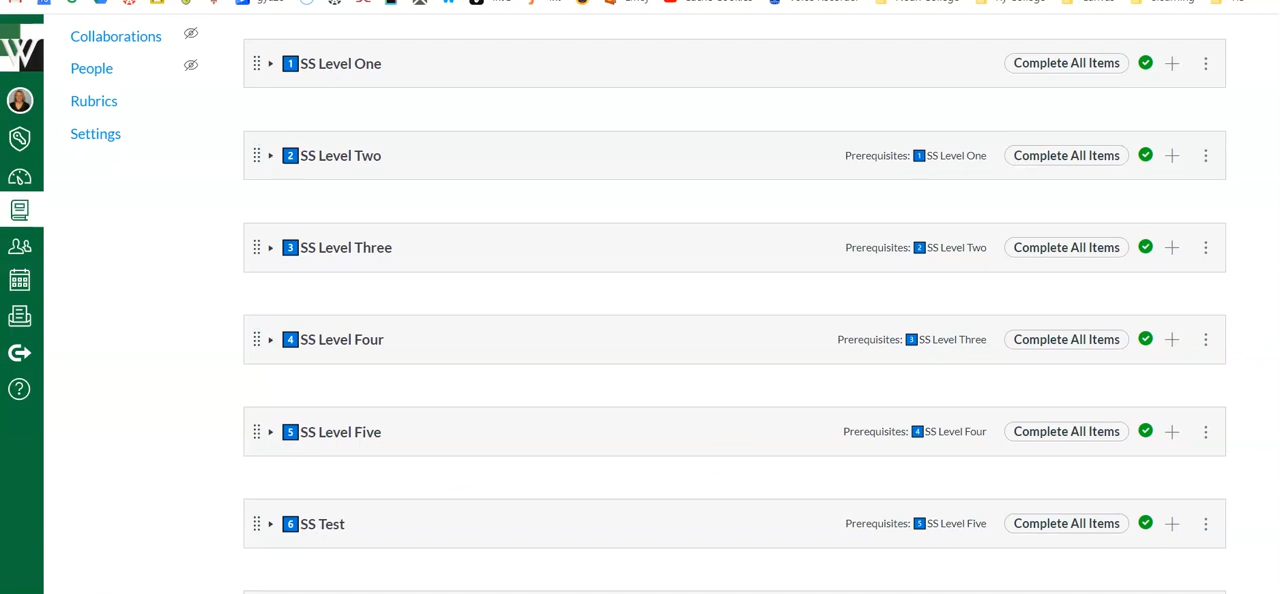 Collaborations
People
Rubrics
Settings
W
1 SS Level One Complete All Items
2 SS Level Two Prerequisites: 1 SS Level One Complete All Items
3 SS Level Three Prerequisites: 2 SS Level Two Complete All Items
4 SS Level Four Prerequisites: 3 SS Level Three Complete All Items
5 SS Level Five Prerequisites: 4 SS Level Four Complete All Items
6 SS Test Prerequisites: 5 SS Level Five Complete All Items